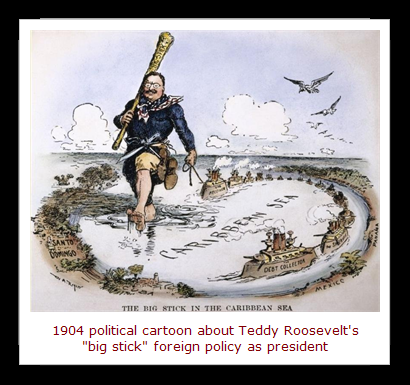 CARIBBEAN SEA
SANTO
DOMINGO
DEBT COLLECTOR
MEXICO
THE BIG STICK IN THE CARIBBEAN SEA
1904 political cartoon about Teddy Roosevelt's
"big stick" foreign policy as president